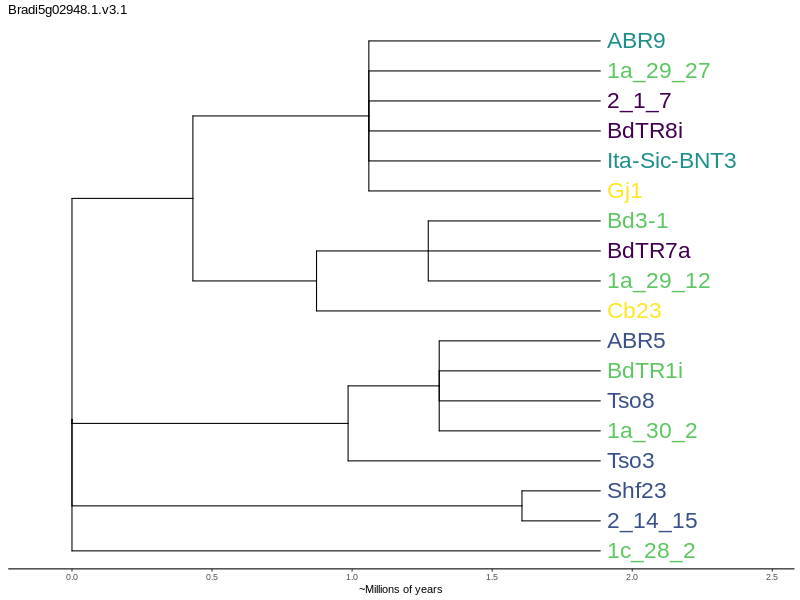 Bradi5g02948.1.v3.1
ABR9
1a_29_27
2_1_7
BdTR8i
Ita-Sic-BNT3
Gj1
Bd3-1
BdTR7a
1a_29_12
Cb23
ABR5
BdTR1i
Tso8
1a_30_2
Tso3
Shf23
2_14_15
1c_28_2
0.0 0.5 1.0 1.5 2.0 2.5
~Millions of years